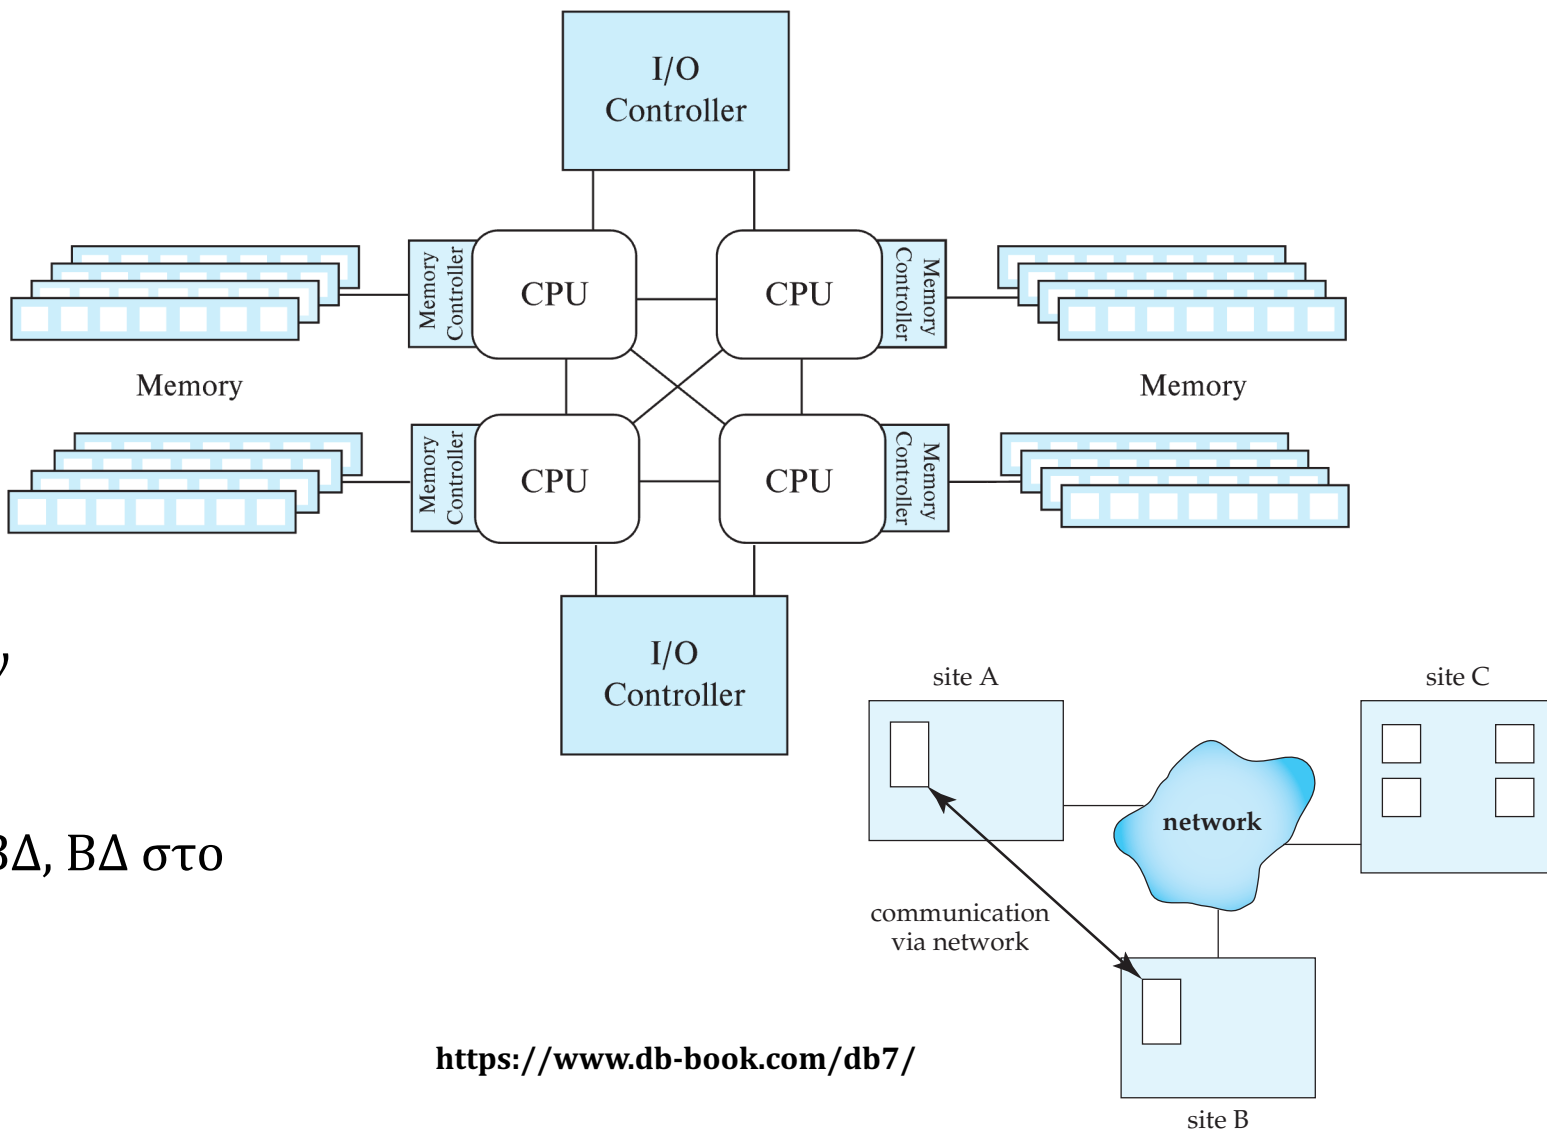 I/O
Controller
Memory
Controller
CPU
CPU
Memory
Controller
Memory
Memory
Memory
Controller
CPU
CPU
Memory
Controller
I/O
Controller
ΒΔ, ΒΔ στο
site A
site C
network
communication
via network
site B
https://www.db-book.com/db7/